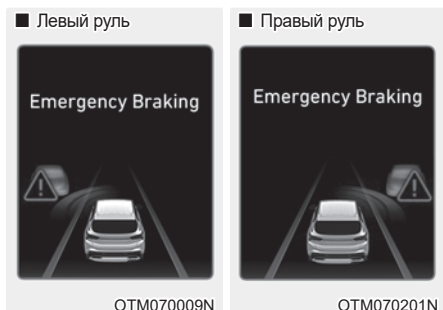 ■ Левый руль
■ Правый руль
Emergency Braking
Emergency Braking
OTM070009N
OTM070201N